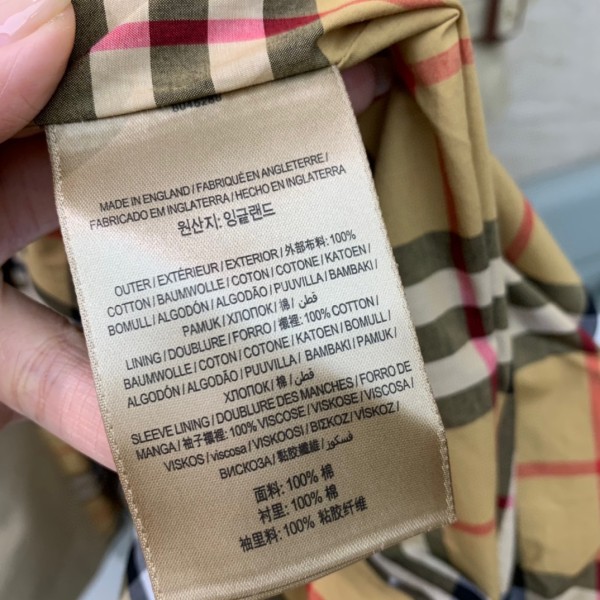 MADE IN ENGLAND / FABRIQUÉ EN ANGLETERRE /
FABRICADO EM INGLATERRA / HECHO EN INGLATERRA
원산지: 잉글랜드
OUTER / EXTÉRIEUR / EXTERIOR / 外部布料: 100%
COTTON / BAUMWOLLE / COTON / COTONE / KATOEN /
BOMULL / ALGODÓN / ALGODÃO / PUUVILLA / BAMBAKI /
PAMUK / ХЛОПОК / 棉 / قطن /
LINING / DOUBLURE / FORRO / 襯裡: 100% COTTON /
BAUMWOLLE / COTON / COTONE / KATOEN / BOMULL /
ALGODÓN / ALGODÃO / PUUVILLA / BAMBAKI / PAMUK /
ХЛОПОК / 棉 / قطن /
SLEEVE LINING / DOUBLURE DES MANCHES / FORRO DE
MANGA / 袖子襯裡: 100% VISCOSE / VISKOSE / VISCOSA /
VISKOS / viscosa / VISKOOSI / ΒΙΣΚΟΖ / VİSKOZ /
ВИСКОЗА / 黏膠纖維 / فسكوز /
面料: 100% 棉
衬里: 100% 棉
袖里料: 100% 粘胶纤维